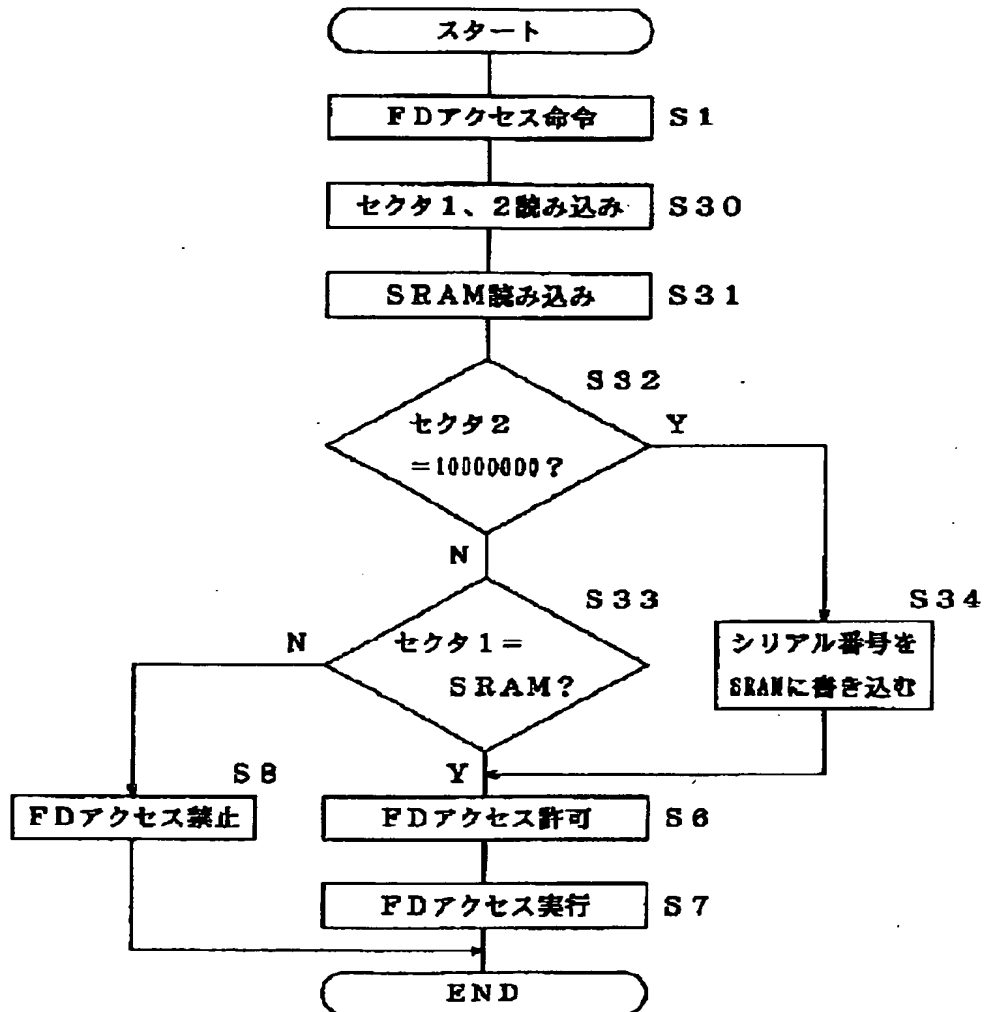 スタート
FDアクセス命令
S1
セクタ1、2読み込み
S30
SRAM読み込み
S31
S32
セクタ2
=10000000?
Y
N
S33
セクタ1=
SRAM?
N
Y
S34
シリアル番号を
SRAMに書き込む
S8
FDアクセス禁止
FDアクセス許可
S6
FDアクセス実行
S7
END